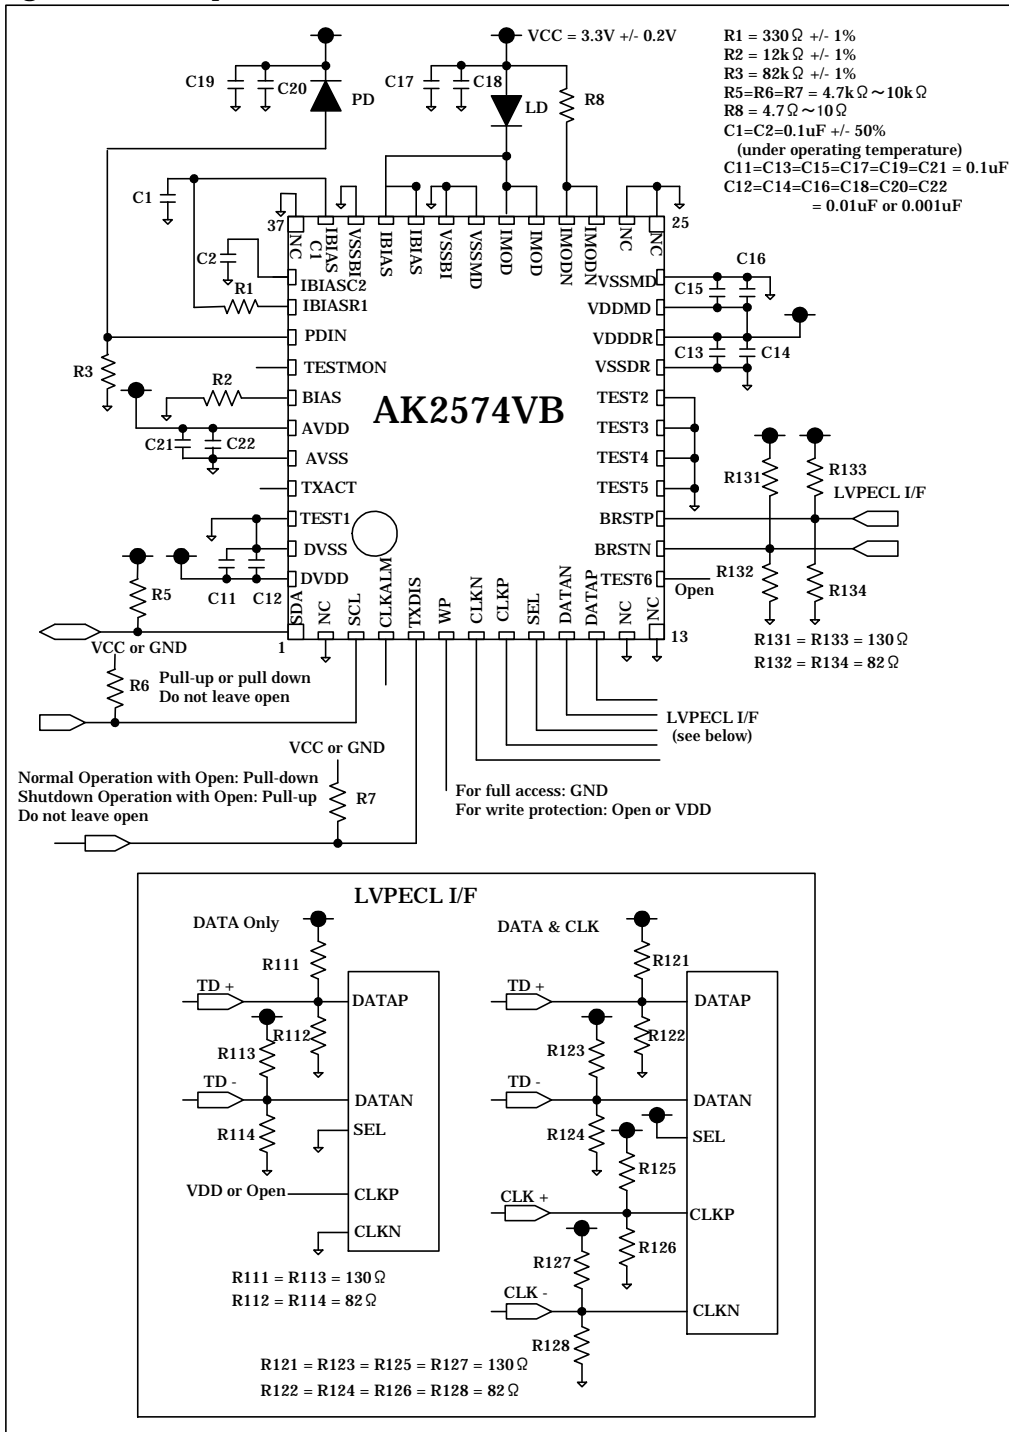 VCC = 3.3V +/- 0.2V
R1 = 330Ω +/- 1%
R2 = 12kΩ +/- 1%
R3 = 82kΩ +/- 1%
R5=R6=R7 = 4.7kΩ～10kΩ
R8 = 4.7Ω～10Ω
C1=C2=0.1uF +/- 50%
(under operating temperature)
C11=C13=C15=C17=C19=C21 = 0.1uF
C12=C14=C16=C18=C20=C22
= 0.01uF or 0.001uF
C19
C20
PD
C17
C18
LD
R8
C1
37
NC
IBIAS
C1
VSSBI
IBIAS
IBIAS
VSSBI
VSSMD
IMOD
IMOD
IMODN
IMODN
NC
NC
25
C2
IBIASC2
R1
IBIASR1
PDIN
R3
TESTMON
R2
BIAS
AVDD
C21
C22
AVSS
TXACT
TEST1
DVSS
DVDD
C11
C12
R5
AK2574VB
VSSMD
C15
C16
VDDMD
VDDDR
C13
C14
VSSDR
TEST2
TEST3
TEST4
TEST5
BRSTP
BRSTN
TEST6
Open
R131
R133
LVPECL I/F
R132
R134
R131 = R133 = 130Ω
R132 = R134 = 82Ω
SDA
NC
SCL
CLKALM
TXDIS
WP
CLKN
CLKP
SEL
DATAN
DATAP
NC
NC
1
13
VCC or GND
R6
Pull-up or pull down
Do not leave open
LVPECL I/F
(see below)
VCC or GND
Normal Operation with Open: Pull-down
Shutdown Operation with Open: Pull-up
Do not leave open
R7
For full access: GND
For write protection: Open or VDD
LVPECL I/F
DATA Only
R111
TD +
DATAP
R112
R113
TD -
DATAN
R114
SEL
VDD or Open
CLKP
CLKN
R111 = R113 = 130Ω
R112 = R114 = 82Ω
DATA & CLK
R121
TD +
DATAP
R122
R123
TD -
DATAN
R124
SEL
R125
CLK +
CLKP
R126
R127
CLK -
CLKN
R128
R121 = R123 = R125 = R127 = 130Ω
R122 = R124 = R126 = R128 = 82Ω